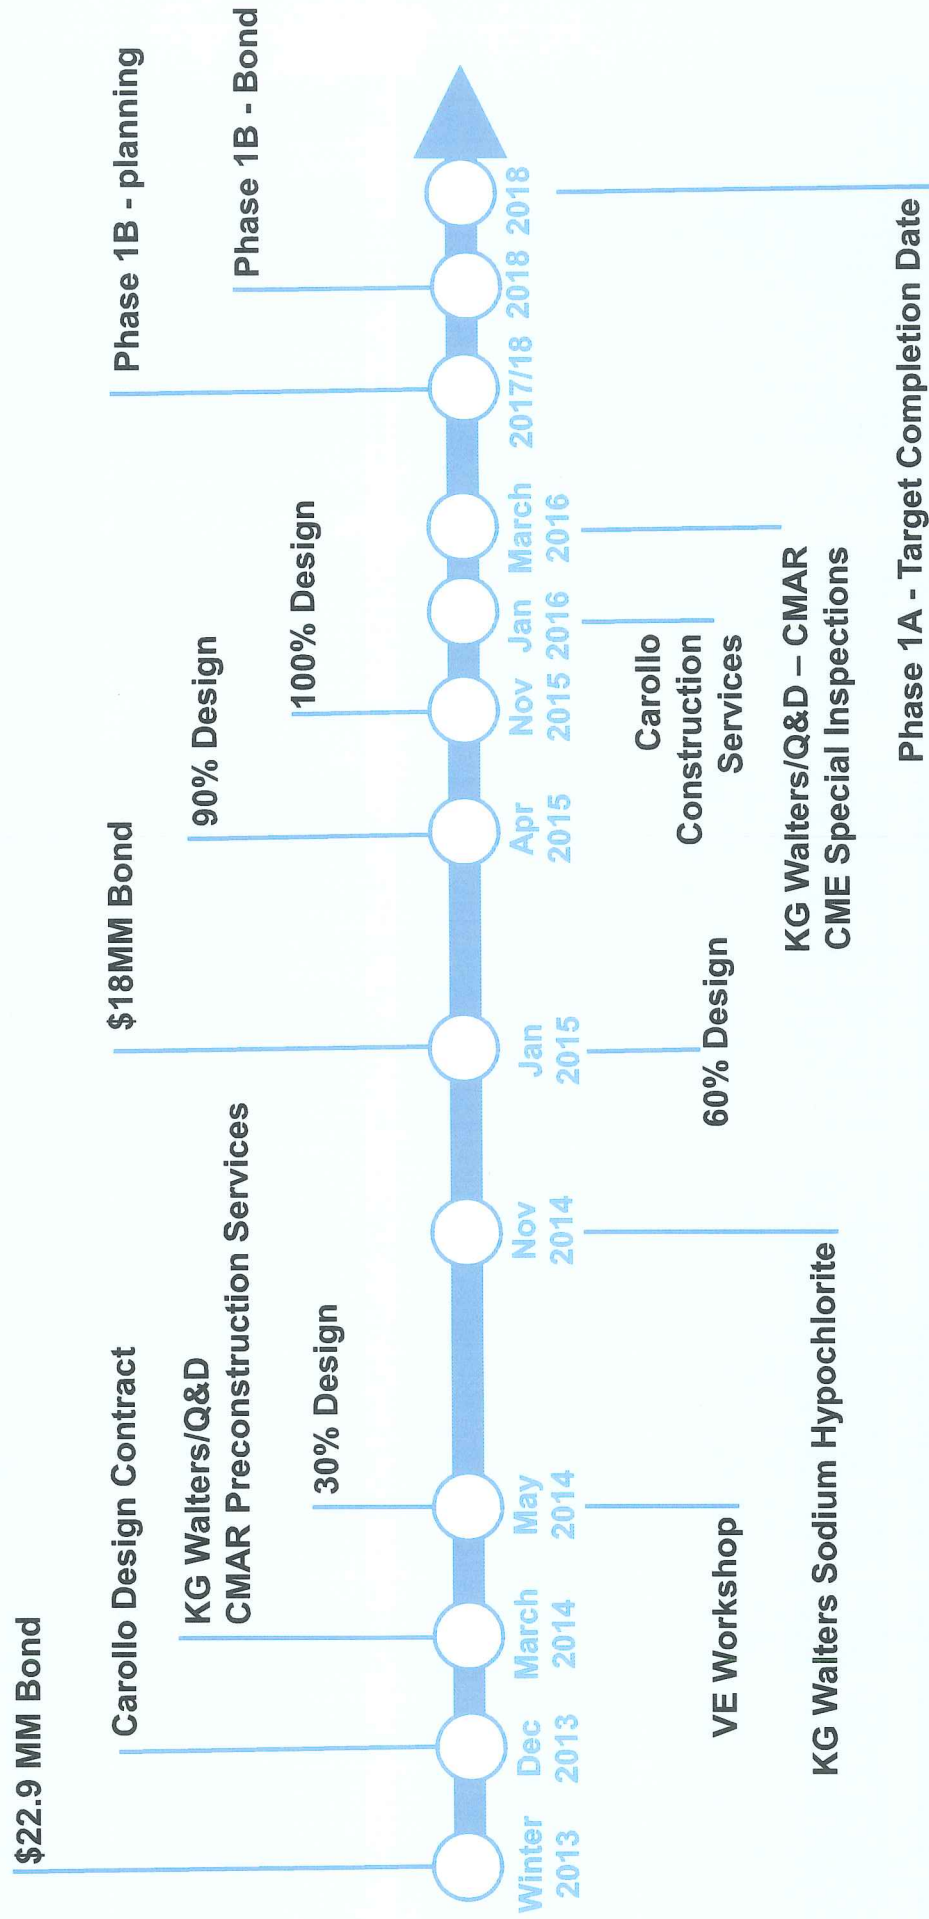 $22.9 MM Bond
Carollo Design Contract
KG Walters/Q&D
CMAR Preconstruction Services
30% Design
$18MM Bond
90% Design
100% Design
Phase 1B - planning
Phase 1B - Bond
Winter
2013
Dec
2013
March
2014
May
2014
Nov
2014
Jan
2015
Apr
2015
Nov
2015
Jan
2016
March
2016
2017/18
2018
2018
VE Workshop
KG Walters Sodium Hypochlorite
60% Design
Carollo
Construction
Services
KG Walters/Q&D – CMAR
CME Special Inspections
Phase 1A - Target Completion Date